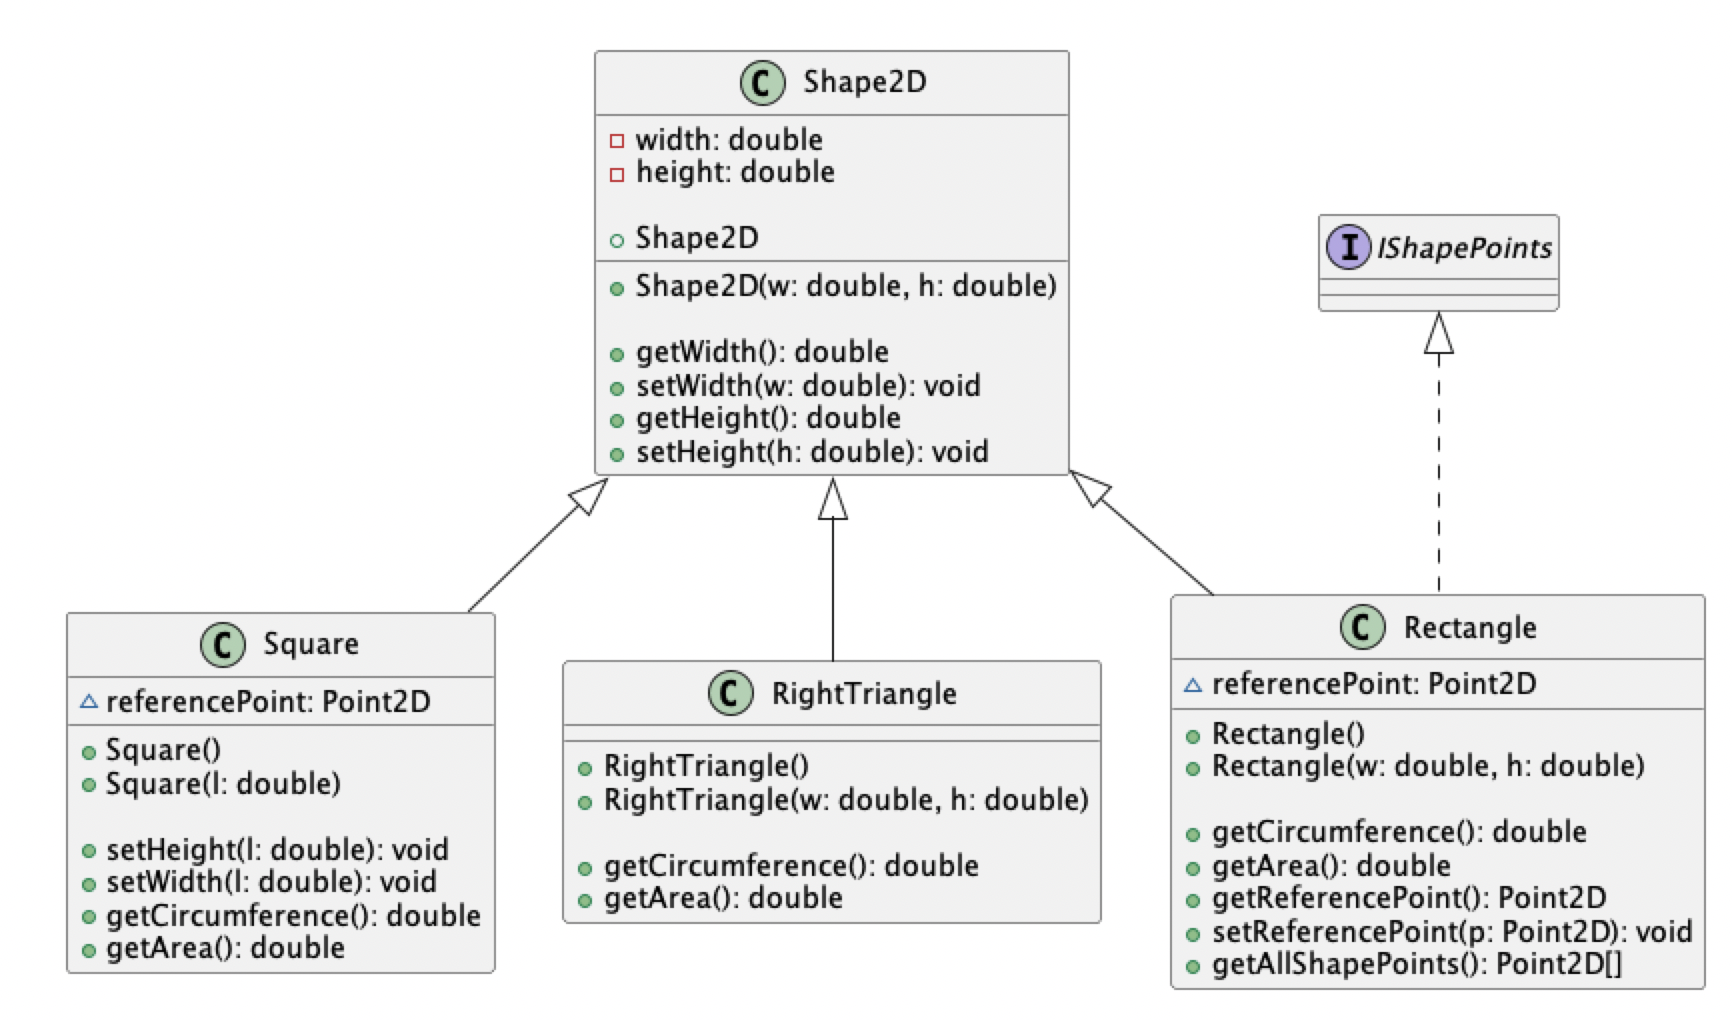 C Shape2D
width: double
height: double
Shape2D
Shape2D(w: double, h: double)
getWidth(): double
setWidth(w: double): void
getHeight(): double
setHeight(h: double): void
I IShapePoints
C Square
referencePoint: Point2D
Square()
Square(l: double)
setHeight(l: double): void
setWidth(l: double): void
getCircumference(): double
getArea(): double
C RightTriangle
RightTriangle()
RightTriangle(w: double, h: double)
getCircumference(): double
getArea(): double
C Rectangle
referencePoint: Point2D
Rectangle()
Rectangle(w: double, h: double)
getCircumference(): double
getArea(): double
getReferencePoint(): Point2D
setReferencePoint(p: Point2D): void
getAllShapePoints(): Point2D[]